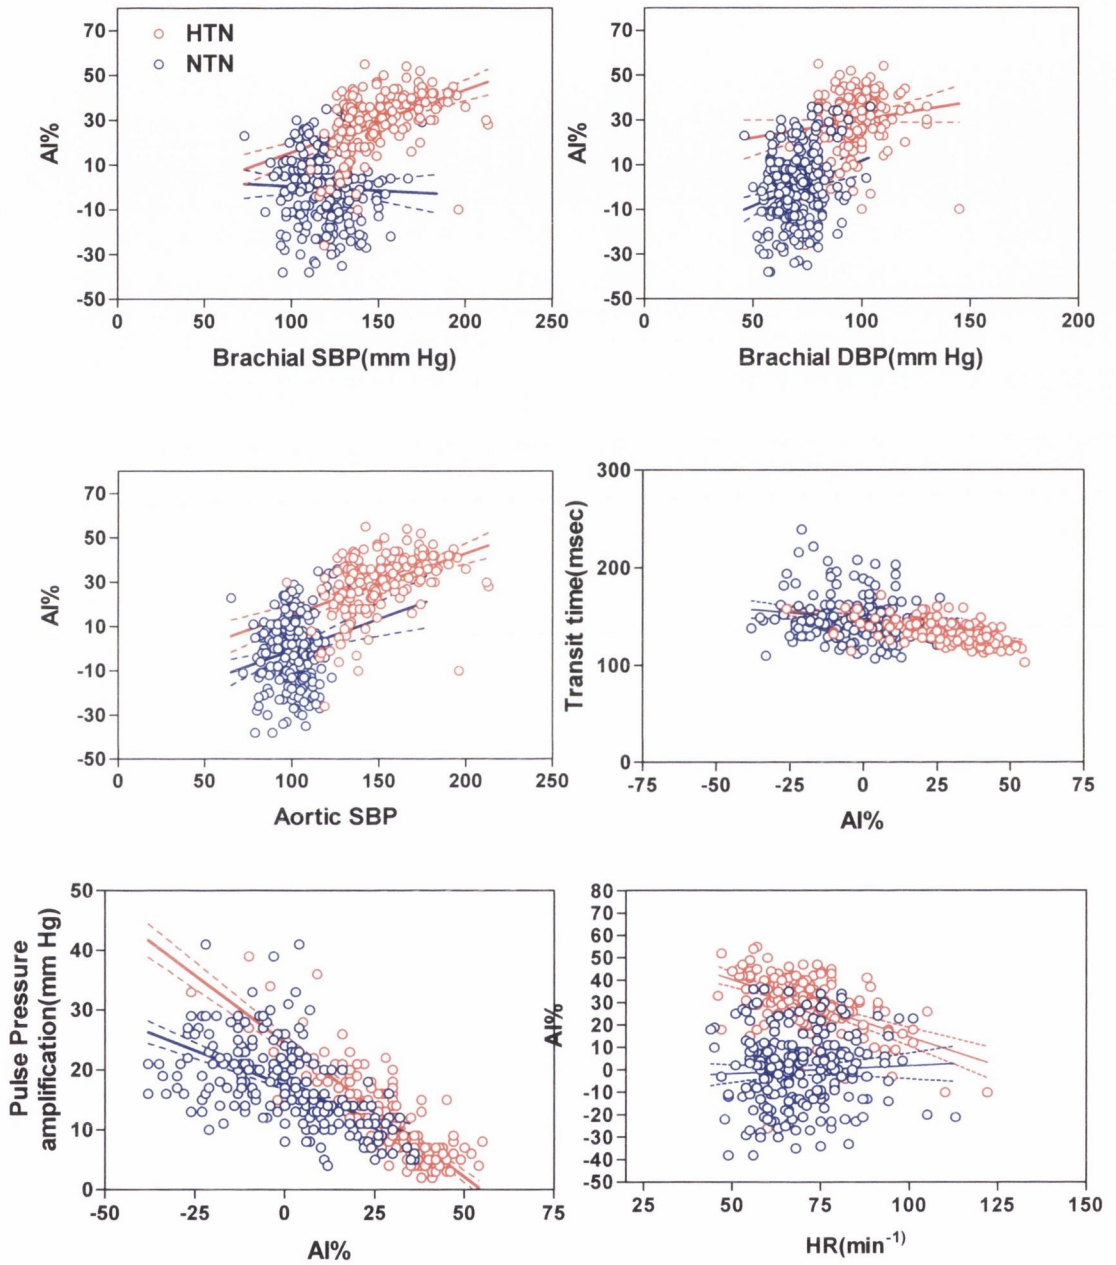 70
50
30
10
-10
-30
-50
AI%
HTN
NTN
0 50 100 150 200 250
Brachial SBP(mm Hg)
70
50
30
10
-10
-30
-50
AI%
0 50 100 150 200
Brachial DBP(mm Hg)
70
50
30
10
-10
-30
-50
AI%
0 50 100 150 200 250
Aortic SBP
300
200
100
0
Transit time(msec)
-75 -50 -25 0 25 50 75
AI%
50
40
30
20
10
0
Pulse Pressure
amplification(mm Hg)
-50 -25 0 25 50 75
AI%
80
70
60
50
40
30
20
10
0
-10
-20
-30
-40
-50
AI%
25 50 75 100 125 150
HR(min⁻¹)